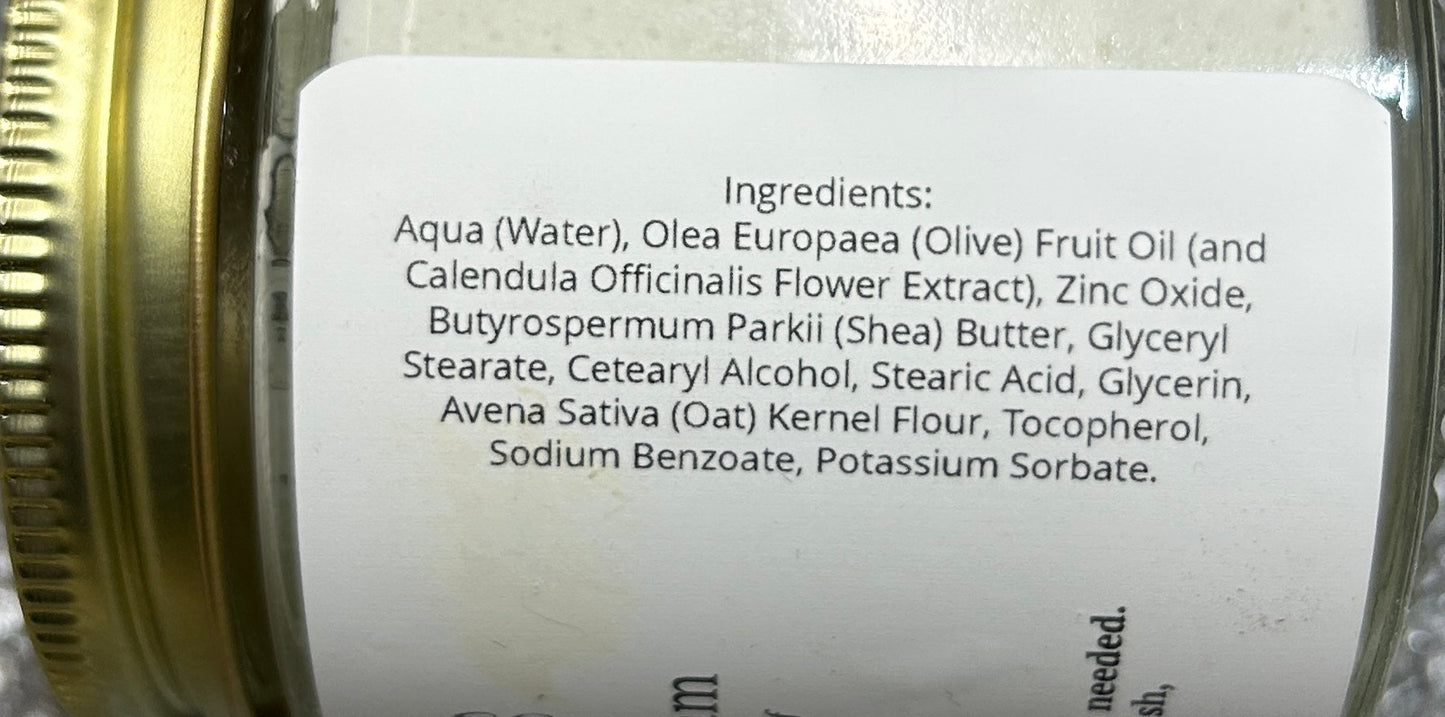 Ingredients:
Aqua (Water), Olea Europaea (Olive) Fruit Oil (and
Calendula Officinalis Flower Extract), Zinc Oxide,
Butyrospermum Parkii (Shea) Butter, Glyceryl
Stearate, Cetearyl Alcohol, Stearic Acid, Glycerin,
Avena Sativa (Oat) Kernel Flour, Tocopherol,
Sodium Benzoate, Potassium Sorbate.
needed.